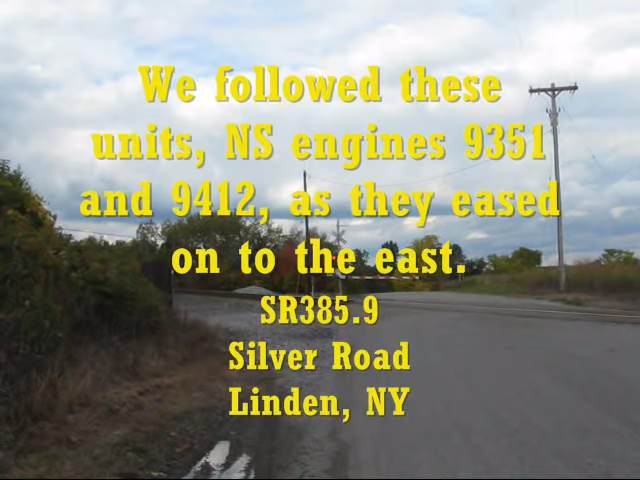 We followed these
units, NS engines 9351
and 9412, as they eased
on to the east.
SR385.9
Silver Road
Linden, NY